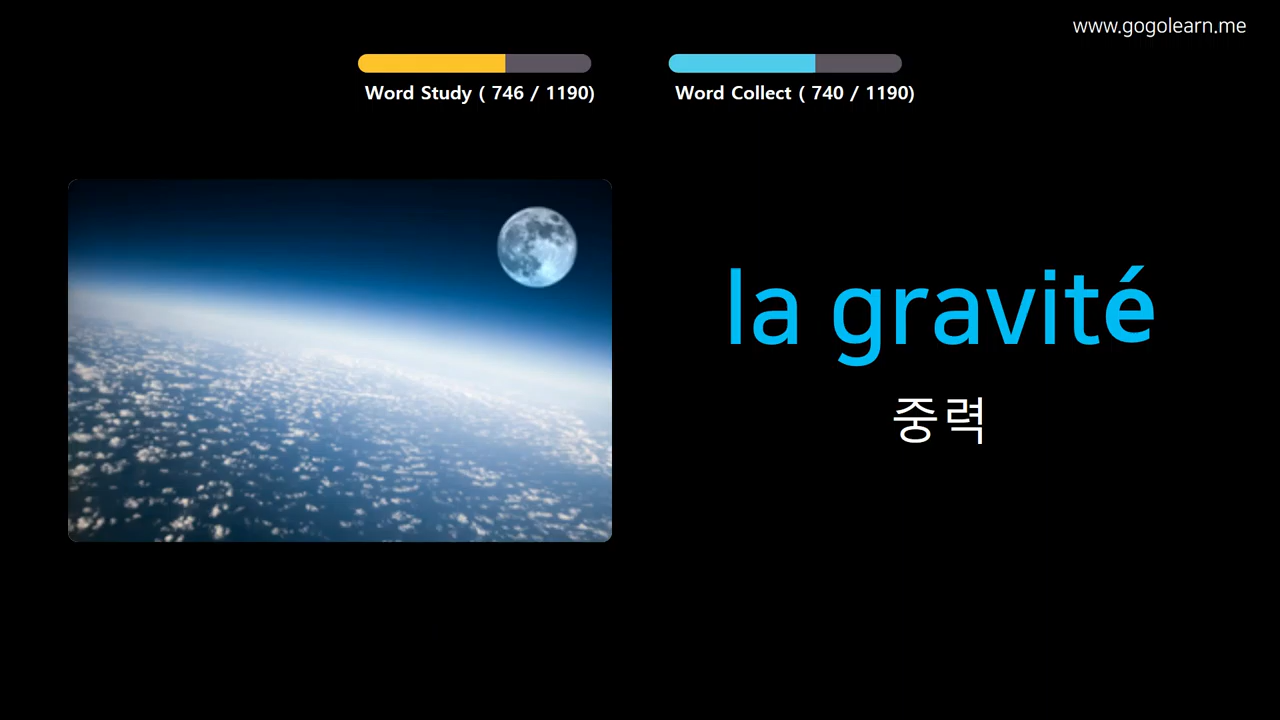 www.gogolearn.me
Word Study ( 746 / 1190)
Word Collect ( 740 / 1190)
la gravité
중력